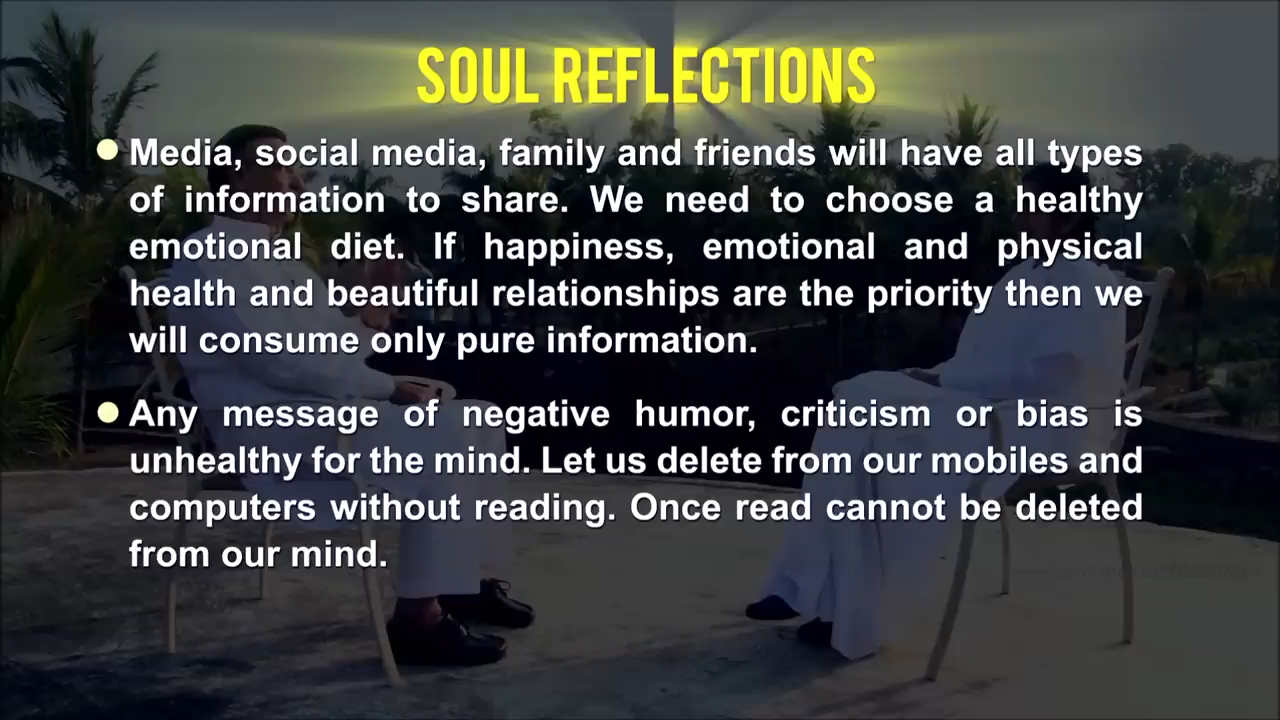 SOUL REFLECTIONS
Media, social media, family and friends will have all types
of information to share. We need to choose a healthy
emotional diet. If happiness, emotional and physical
health and beautiful relationships are the priority then we
will consume only pure information.
Any message of negative humor, criticism or bias is
unhealthy for the mind. Let us delete from our mobiles and
computers without reading. Once read cannot be deleted
from our mind.